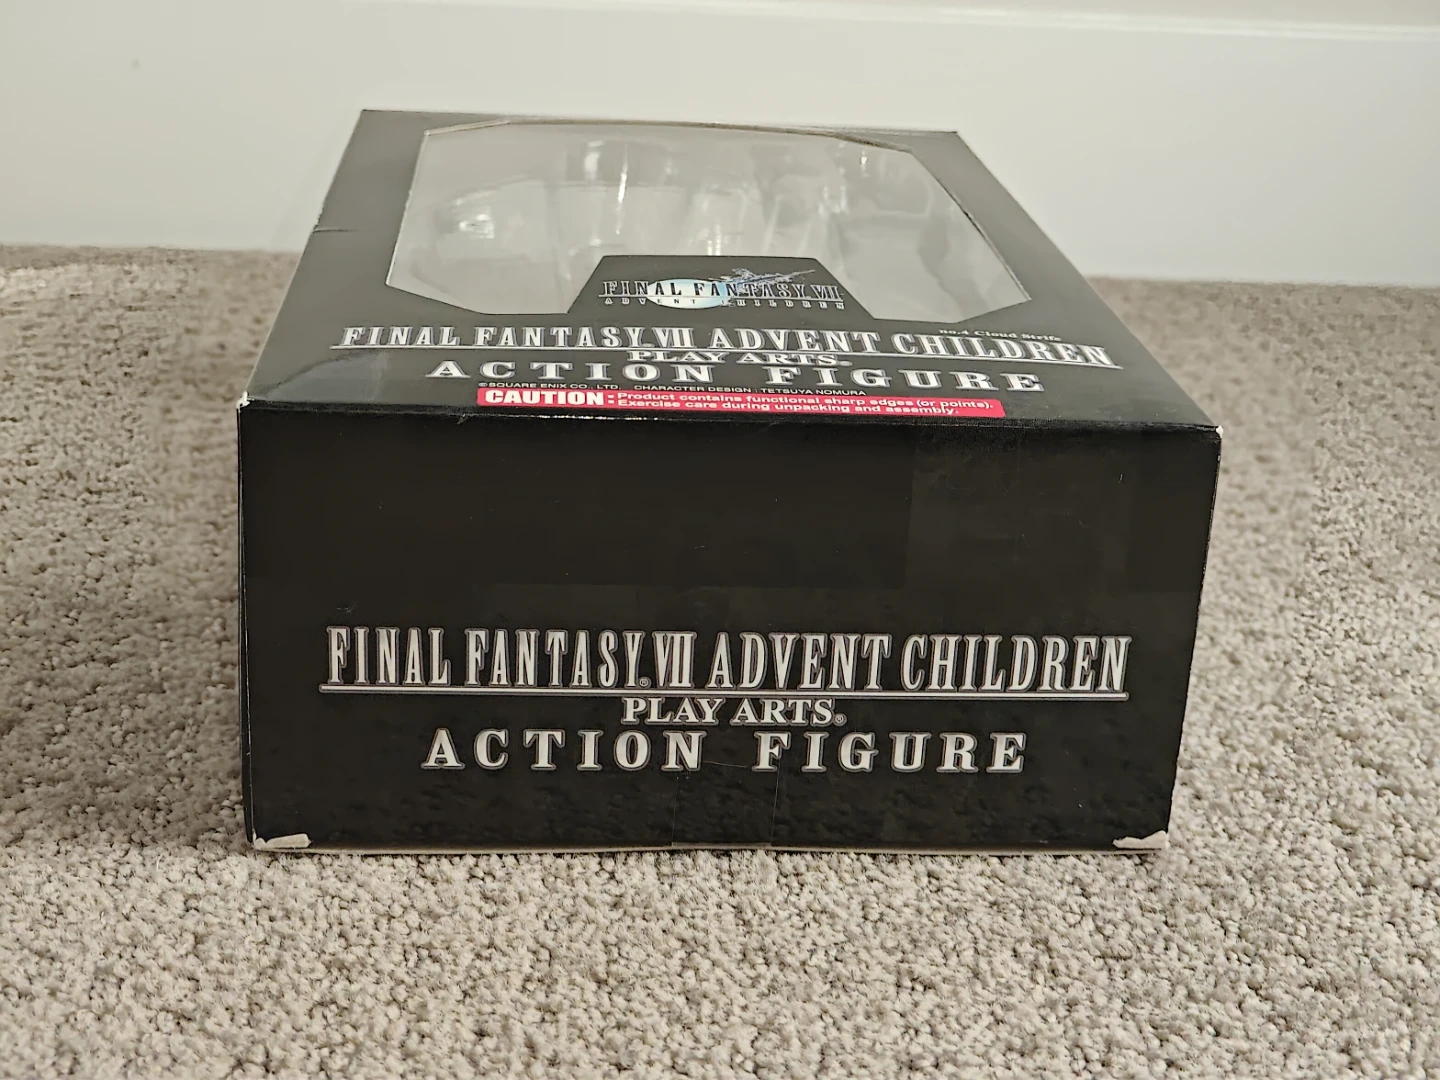 FINAL FANTASY VII
ADVENT CHILDREN
no.4 Cloud Strife
FINAL FANTASY® VII ADVENT CHILDREN
PLAY ARTS®
ACTION FIGURE
©SQUARE ENIX CO., LTD. CHARACTER DESIGN : TETSUYA NOMURA
CAUTION : Product contains functional sharp edges (or points).
Exercise care during unpacking and assembly.
FINAL FANTASY® VII ADVENT CHILDREN
PLAY ARTS®
ACTION FIGURE